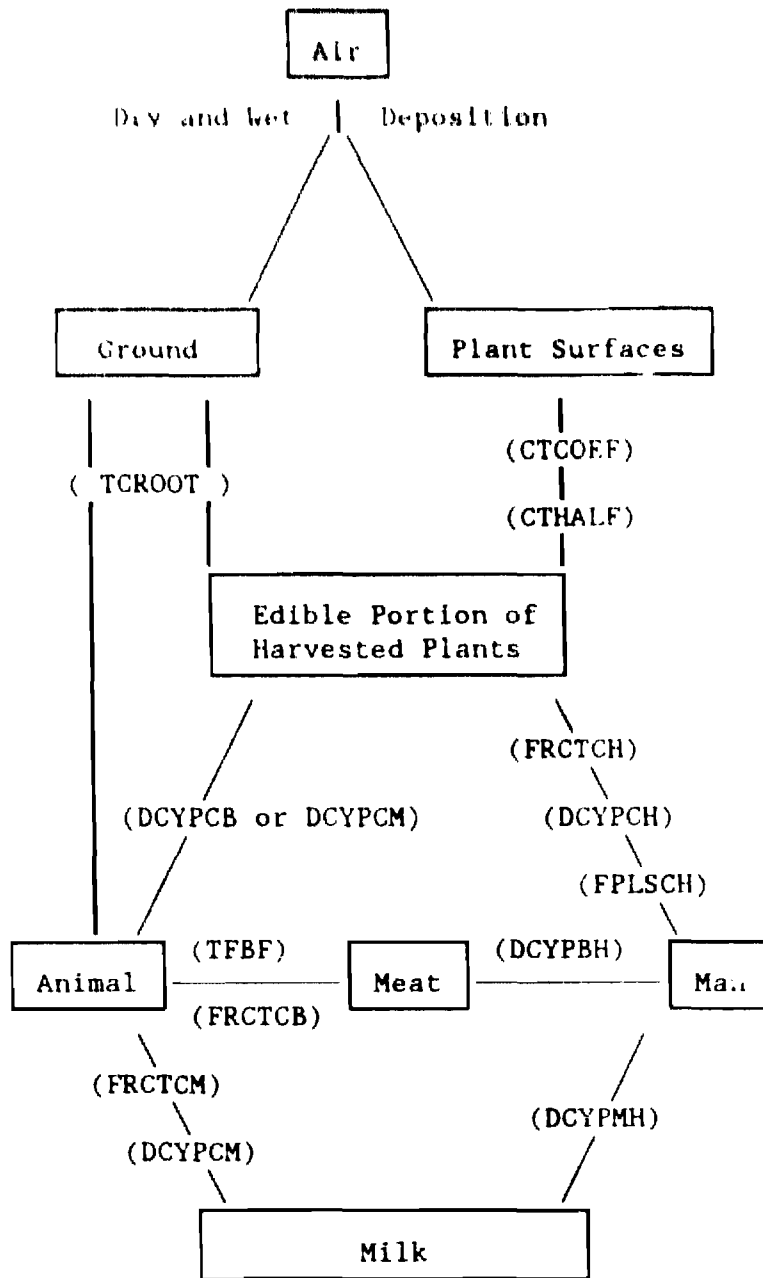 Air
Dry and Wet | Deposition
Ground
Plant Surfaces
( TCROOT )
(CTCOEF)
(CTHALF)
Edible Portion of
Harvested Plants
(FRCTCH)
(DCYPCB or DCYPCM)
(DCYPCH)
(FPLSCH)
(TFBF)
(DCYPBH)
Animal
Meat
Man
(FRCTCB)
(FRCTCM)
(DCYPMH)
(DCYPCM)
Milk